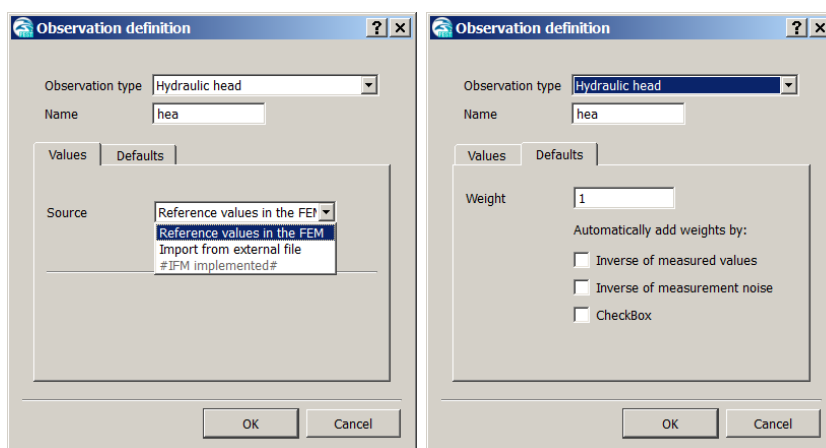 Observation definition
?
x
Observation type
Hydraulic head
Name
hea
Values
Defaults
Source
Reference values in the FEM
Reference values in the FEM
Import from external file
#IFM implemented#
OK
Cancel
Observation definition
?
x
Observation type
Hydraulic head
Name
hea
Values
Defaults
Weight
1
Automatically add weights by:
Inverse of measured values
Inverse of measurement noise
CheckBox
OK
Cancel